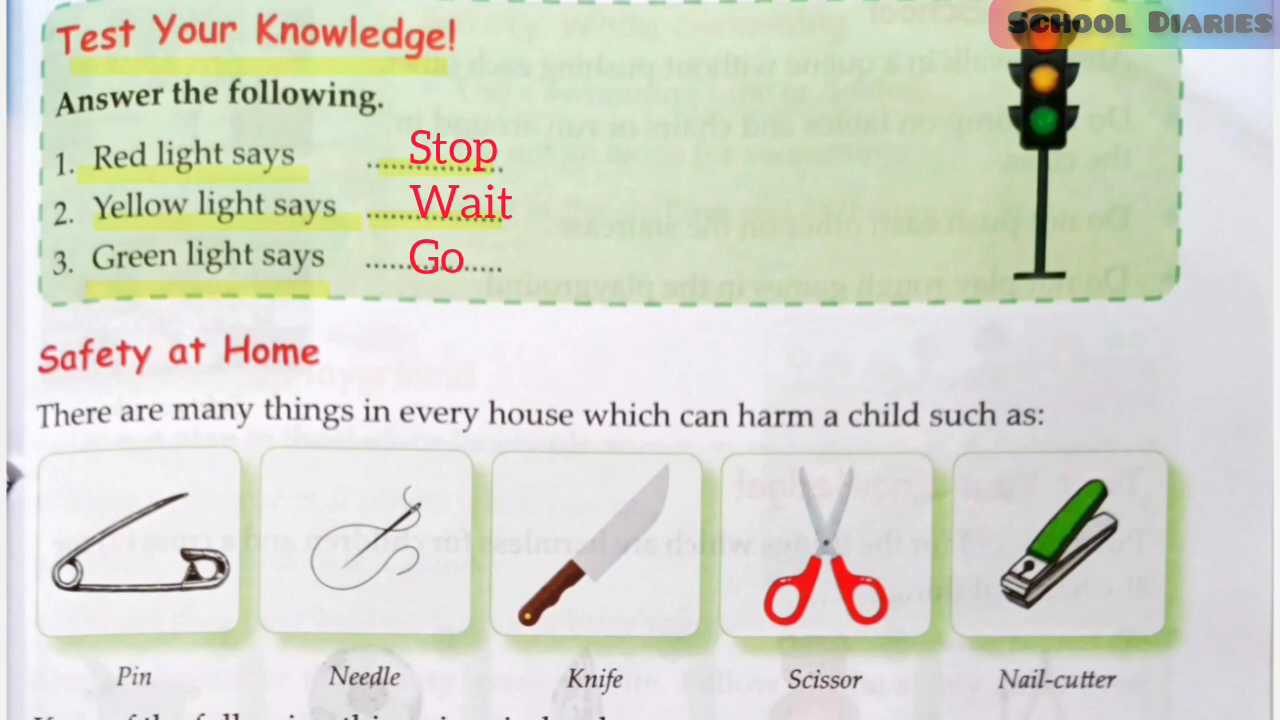 School Diaries
Test Your Knowledge!
Answer the following.
1. Red light says ............... Stop
2. Yellow light says ............... Wait
3. Green light says ............... Go
Safety at Home
There are many things in every house which can harm a child such as:
Pin Needle Knife Scissor Nail-cutter